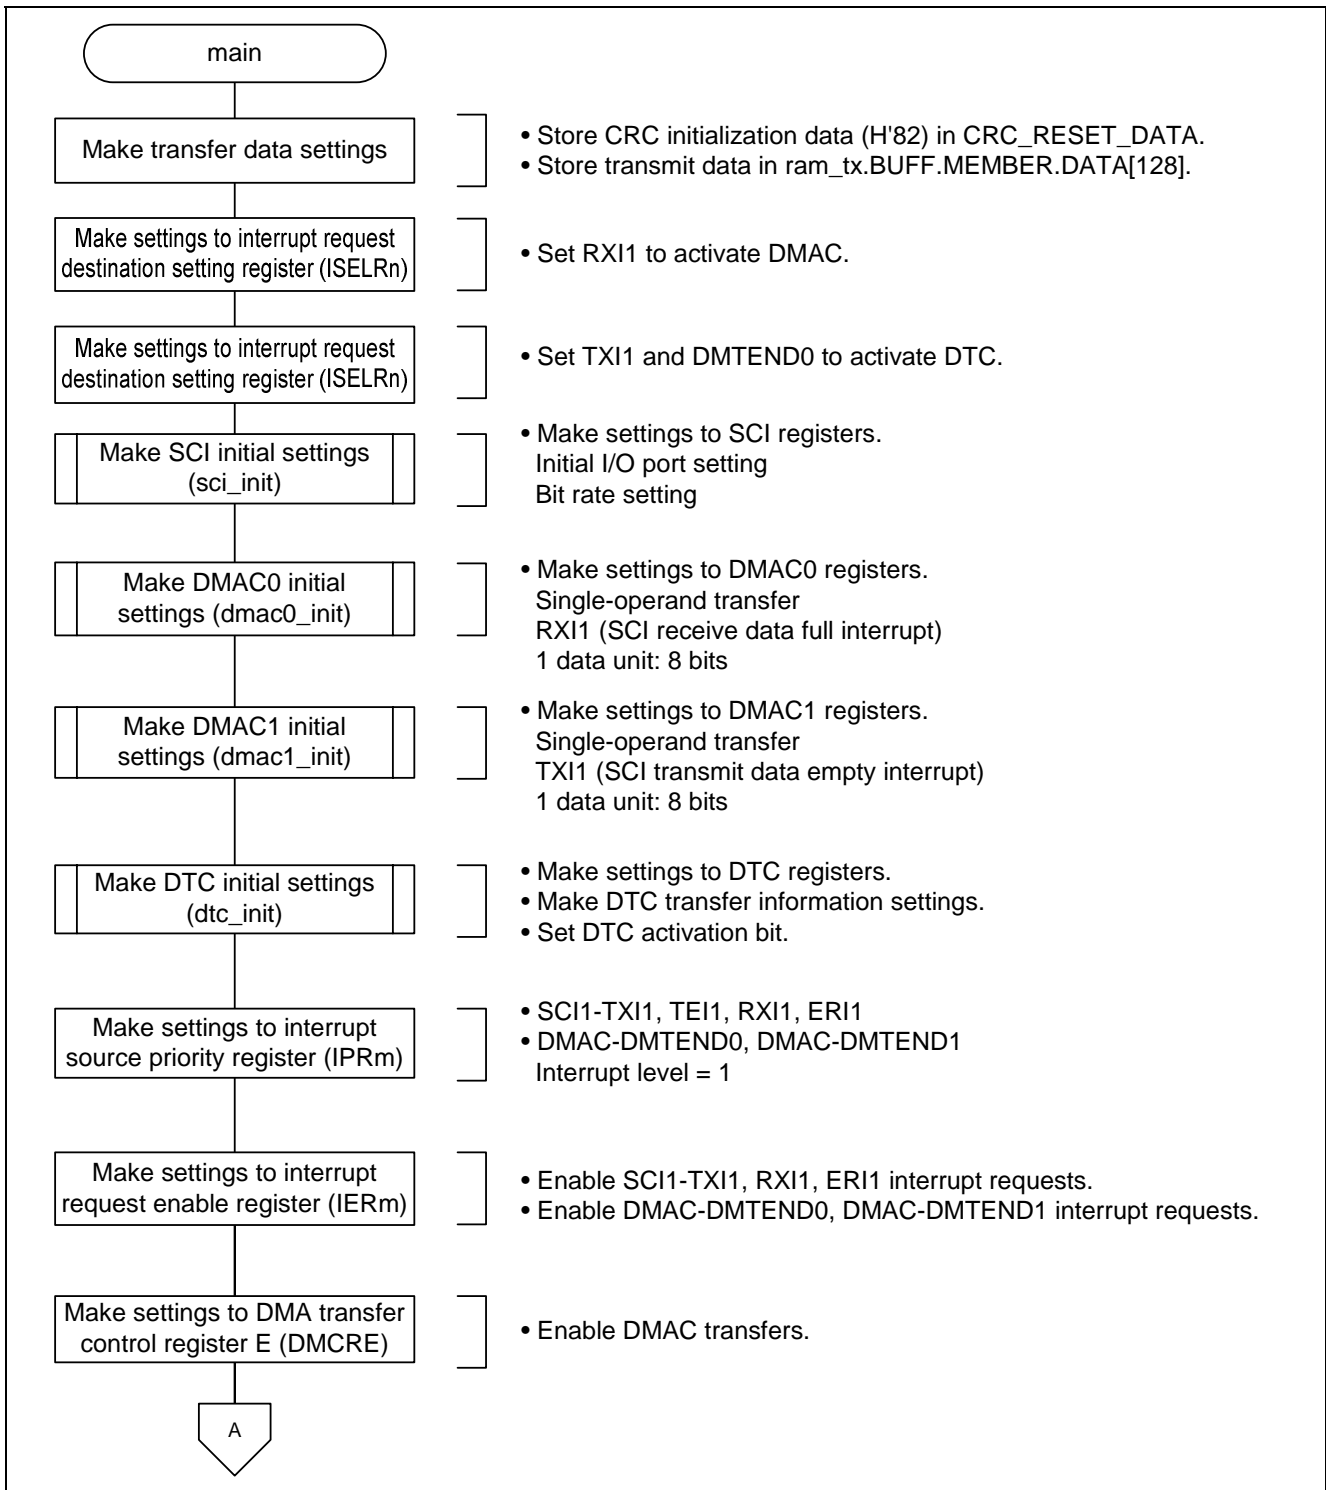 main
Make transfer data settings
• Store CRC initialization data (H'82) in CRC_RESET_DATA.
• Store transmit data in ram_tx.BUFF.MEMBER.DATA[128].
Make settings to interrupt request
destination setting register (ISELRn)
• Set RXI1 to activate DMAC.
Make settings to interrupt request
destination setting register (ISELRn)
• Set TXI1 and DMTEND0 to activate DTC.
Make SCI initial settings
(sci_init)
• Make settings to SCI registers.
Initial I/O port setting
Bit rate setting
Make DMAC0 initial
settings (dmac0_init)
• Make settings to DMAC0 registers.
Single-operand transfer
RXI1 (SCI receive data full interrupt)
1 data unit: 8 bits
Make DMAC1 initial
settings (dmac1_init)
• Make settings to DMAC1 registers.
Single-operand transfer
TXI1 (SCI transmit data empty interrupt)
1 data unit: 8 bits
Make DTC initial settings
(dtc_init)
• Make settings to DTC registers.
• Make DTC transfer information settings.
• Set DTC activation bit.
Make settings to interrupt
source priority register (IPRm)
• SCI1-TXI1, TEI1, RXI1, ERI1
• DMAC-DMTEND0, DMAC-DMTEND1
Interrupt level = 1
Make settings to interrupt
request enable register (IERm)
• Enable SCI1-TXI1, RXI1, ERI1 interrupt requests.
• Enable DMAC-DMTEND0, DMAC-DMTEND1 interrupt requests.
Make settings to DMA transfer
control register E (DMCRE)
• Enable DMAC transfers.
A